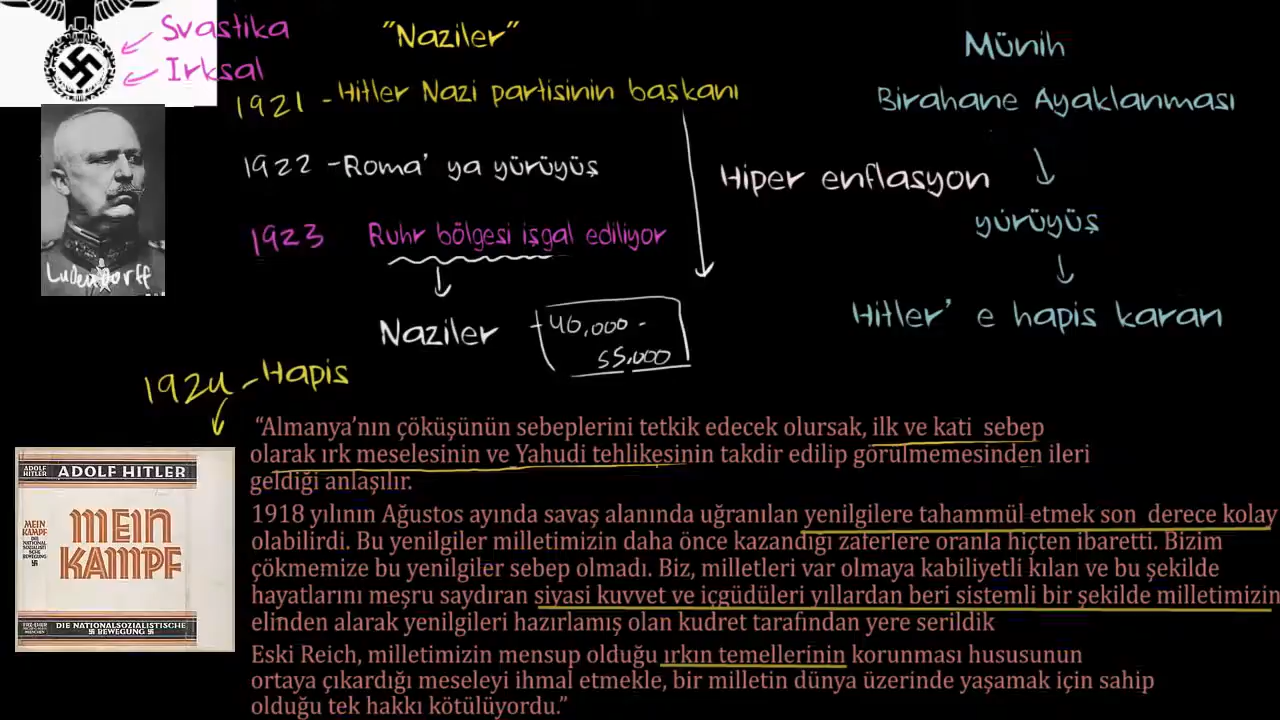 Svastika
Irksal
"Naziler"
1921 - Hitler Nazi partisinin başkanı
1922 - Roma' ya yürüyüş
1923 Ruhr bölgesi işgal ediliyor
Naziler
40,000 -
55,000
Hiper enflasyon
Münih
Birahane Ayaklanması
yürüyüş
Hitler' e hapis kararı
Ludendorff
1924 - Hapis
ADOLF HITLER
ADOLF HITLER
MEIN KAMPF
MEIN KAMPF
DIE NATIONALSOZIALISTISCHE BEWEGUNG
"Almanya'nın çöküşünün sebeplerini tetkik edecek olursak, ilk ve kati sebep
olarak ırk meselesinin ve Yahudi tehlikesinin takdir edilip görülmemesinden ileri
geldiği anlaşılır.
1918 yılının Ağustos ayında savaş alanında uğranılan yenilgilere tahammül etmek son derece kolay
olabilirdi. Bu yenilgiler milletimizin daha önce kazandığı zaferlere oranla hiçten ibaretti. Bizim
çökmemize bu yenilgiler sebep olmadı. Biz, milletleri var olmaya kabiliyetli kılan ve bu şekilde
hayatlarını meşru saydıran siyasi kuvvet ve içgüdüleri yıllardan beri sistemli bir şekilde milletimizin
elinden alarak yenilgileri hazırlamış olan kudret tarafından yere serildik
Eski Reich, milletimizin mensup olduğu ırkın temellerinin korunması hususunun
ortaya çıkardığı meseleyi ihmal etmekle, bir milletin dünya üzerinde yaşamak için sahip
olduğu tek hakkı kötülüyordu."